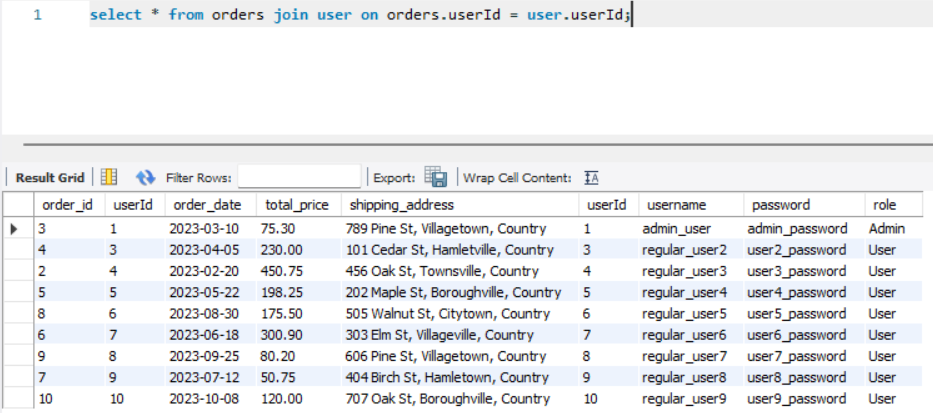 1 select * from orders join user on orders.userId = user.userId;
Result Grid Filter Rows: Export: Wrap Cell Content: IA
order_id userId order_date total_price shipping_address userId username password role
3 1 2023-03-10 75.30 789 Pine St, Villagetown, Country 1 admin_user admin_password Admin
4 3 2023-04-05 230.00 101 Cedar St, Hamletville, Country 3 regular_user2 user2_password User
2 4 2023-02-20 450.75 456 Oak St, Townsville, Country 4 regular_user3 user3_password User
5 5 2023-05-22 198.25 202 Maple St, Boroughville, Country 5 regular_user4 user4_password User
8 6 2023-08-30 175.50 505 Walnut St, Citytown, Country 6 regular_user5 user5_password User
6 7 2023-06-18 300.90 303 Elm St, Villageville, Country 7 regular_user6 user6_password User
9 8 2023-09-25 80.20 606 Pine St, Villagetown, Country 8 regular_user7 user7_password User
7 9 2023-07-12 50.75 404 Birch St, Hamletown, Country 9 regular_user8 user8_password User
10 10 2023-10-08 120.00 707 Oak St, Boroughville, Country 10 regular_user9 user9_password User